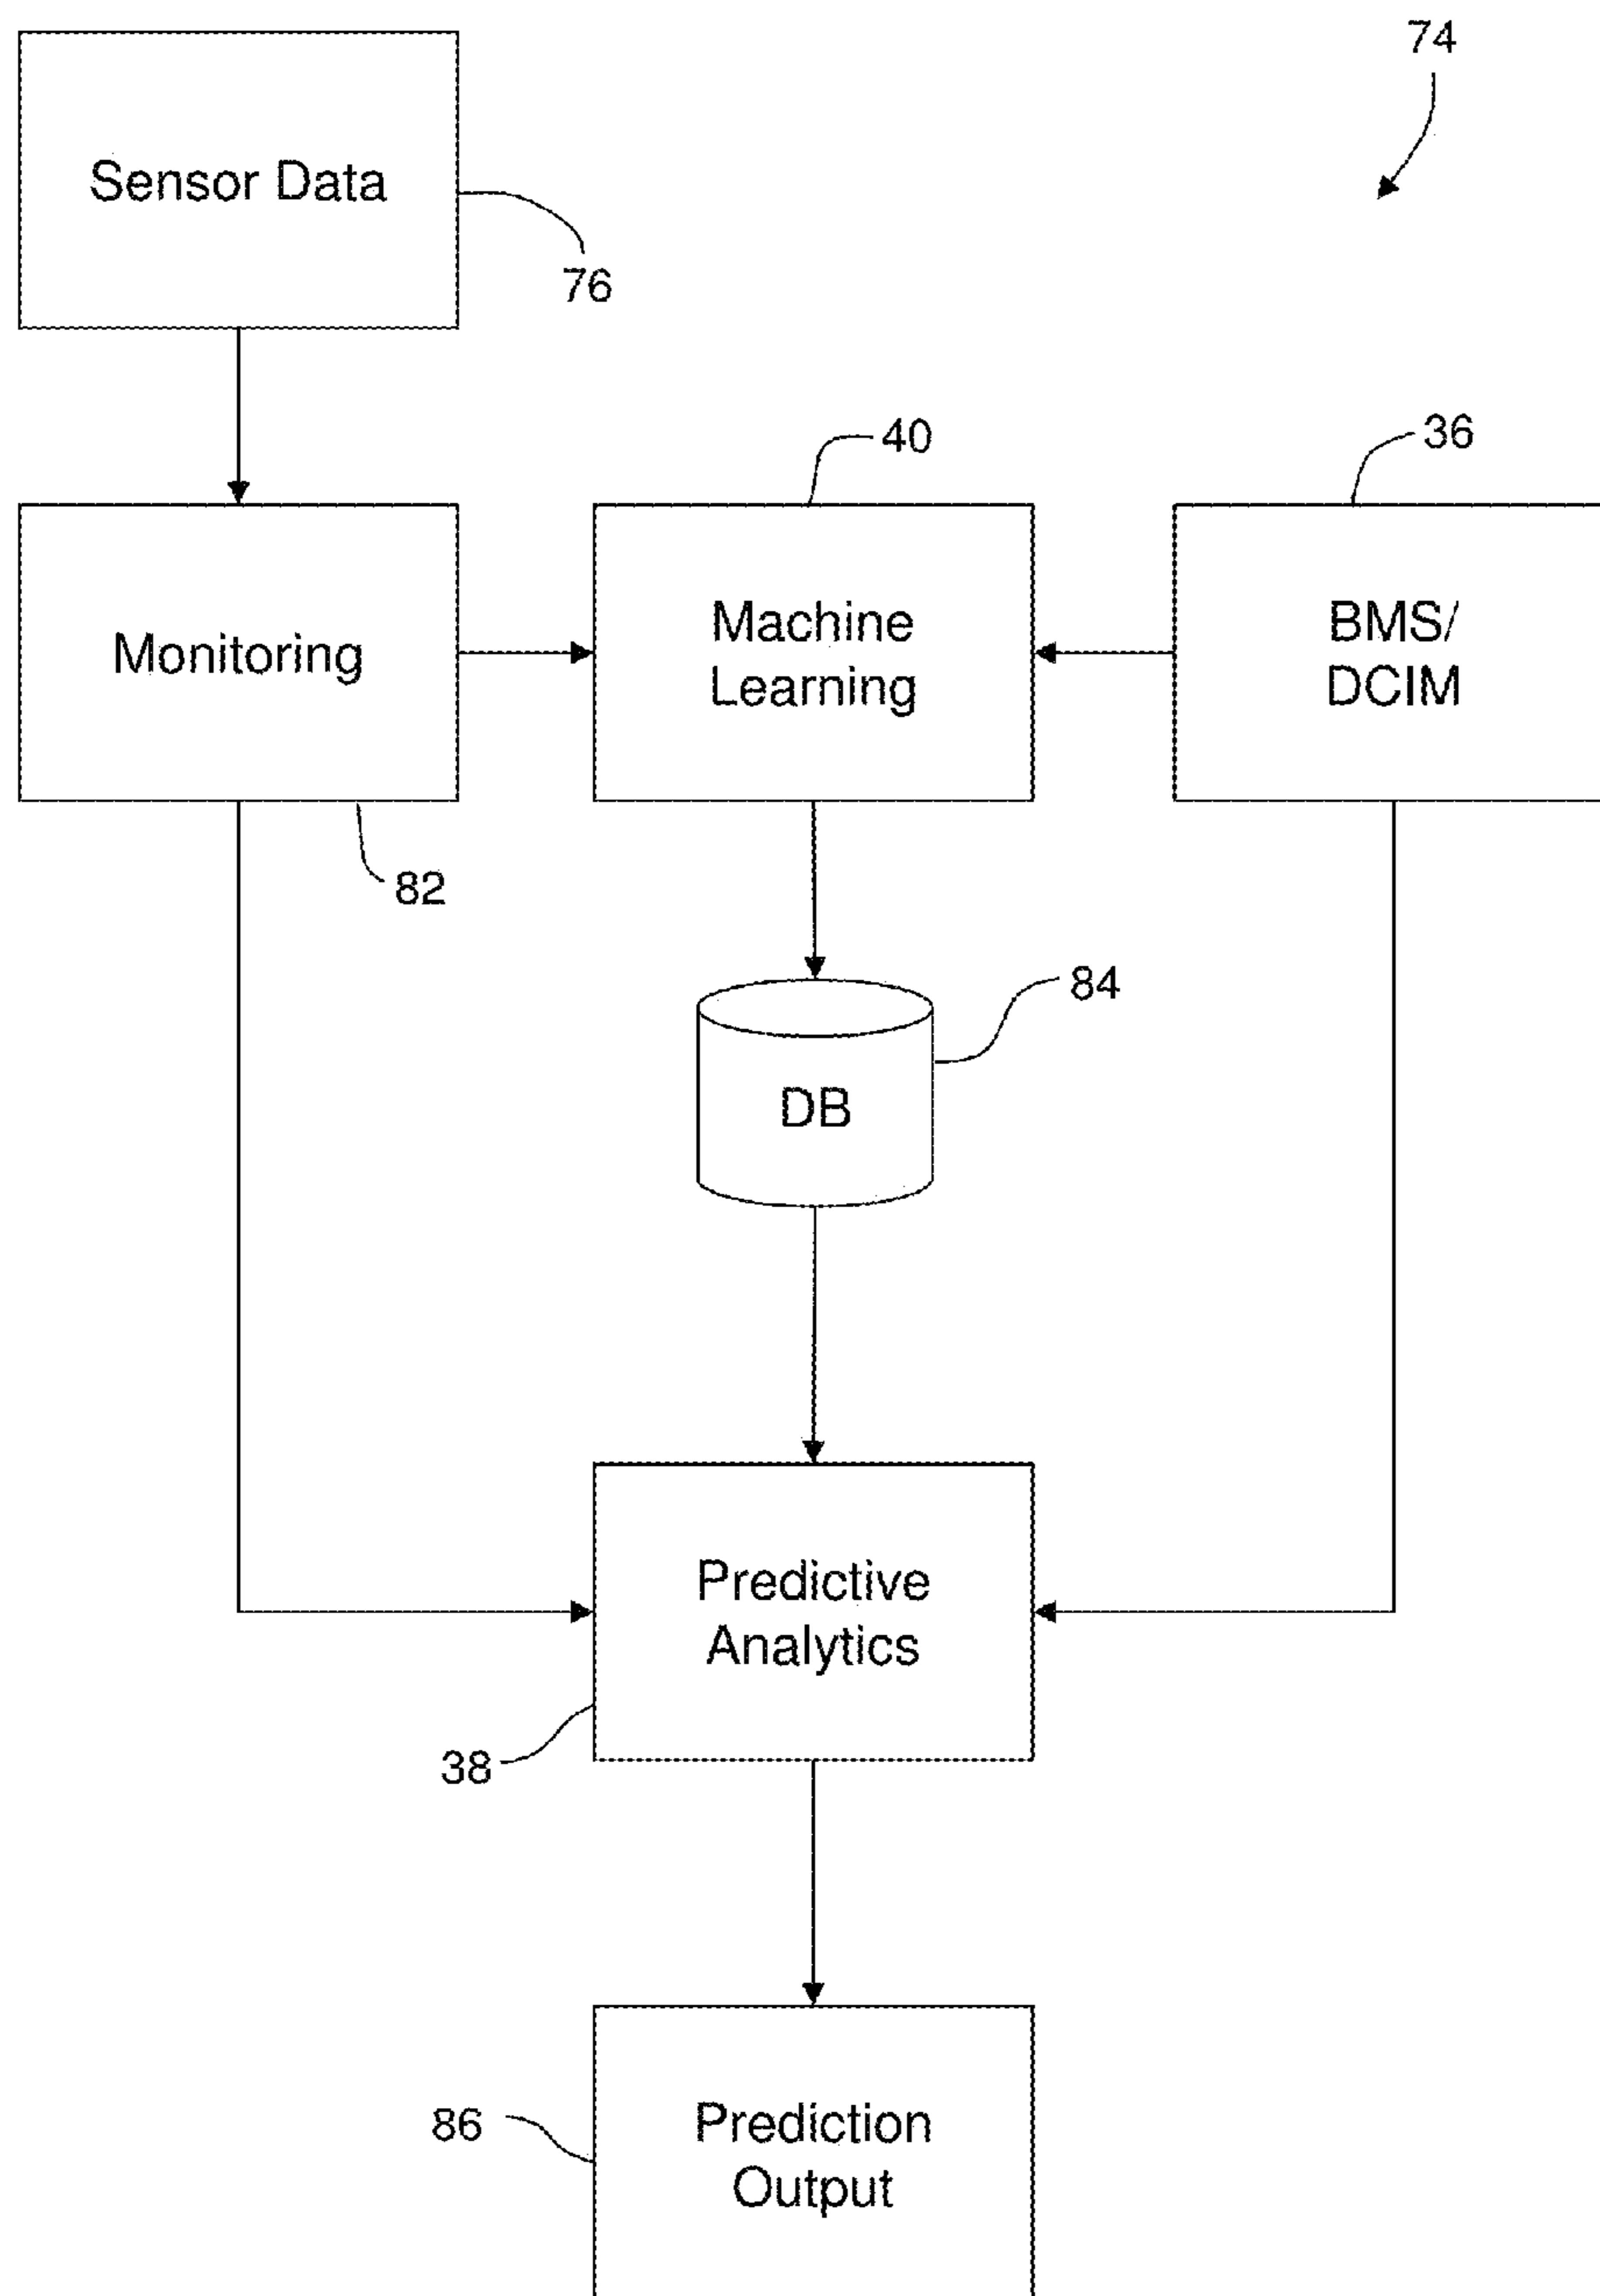 74
Sensor Data
76
40
36
Monitoring
Machine
Learning
BMS/
DCIM
82
84
DB
Predictive
Analytics
38
86
Prediction
Output